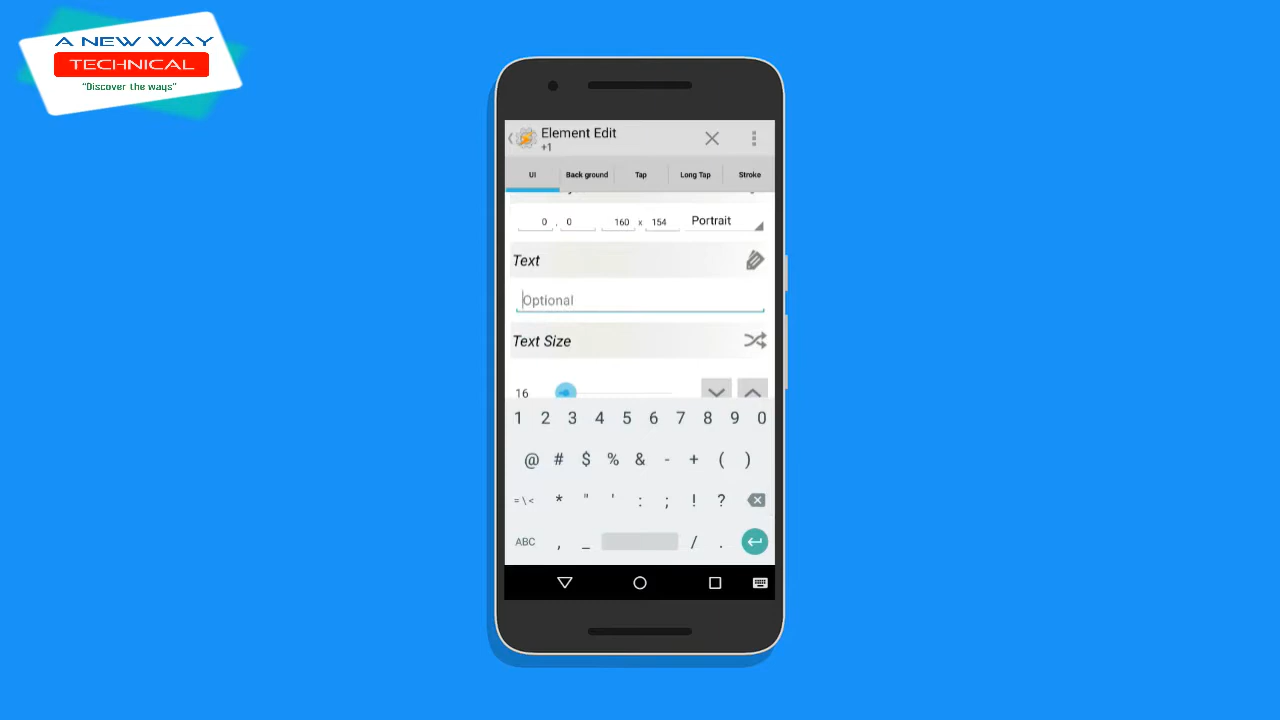 A NEW WAY
TECHNICAL
"Discover the ways"
Element Edit
+1
UI Back ground Tap Long Tap Stroke
0 , 0 160 x 154 Portrait
Text
Optional
Text Size
16
1 2 3 4 5 6 7 8 9 0
@ # $ % & - + ( )
=\< * " ' : ; ! ?
ABC , _ / .